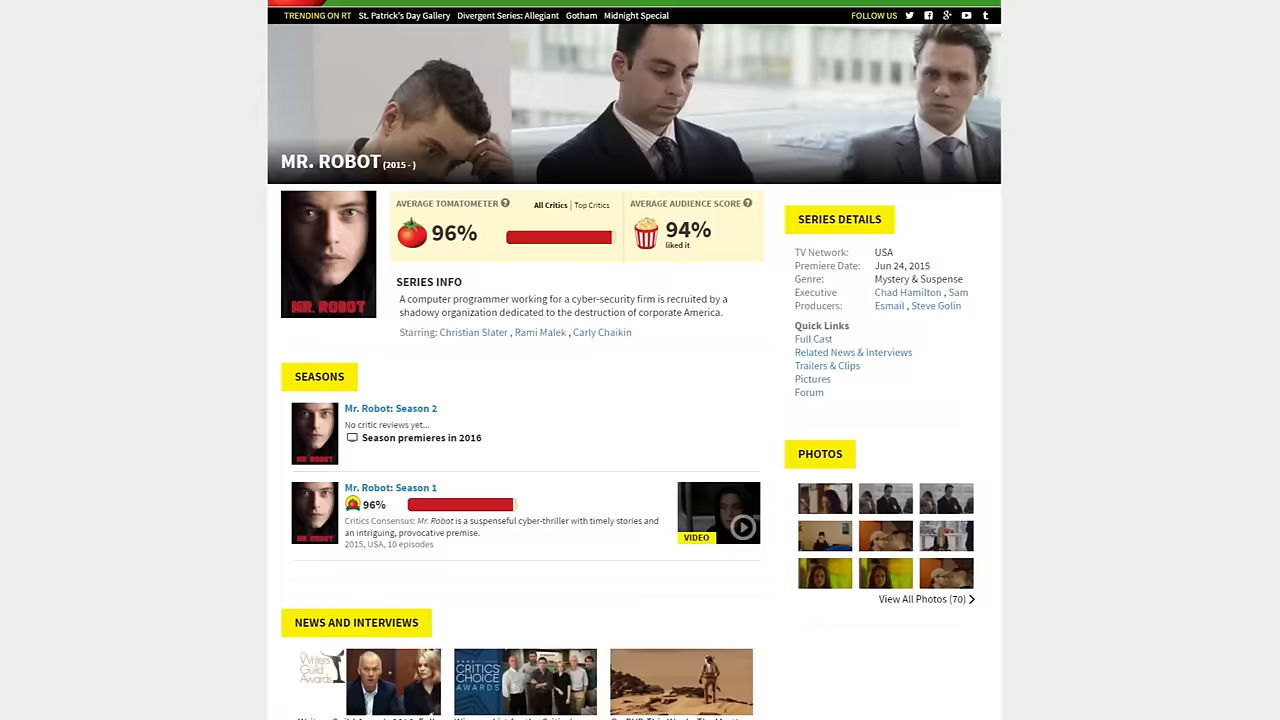 TRENDING ON RT St. Patrick's Day Gallery Divergent Series: Allegiant Gotham Midnight Special FOLLOW US
MR. ROBOT (2015 - )
MR. ROBOT
AVERAGE TOMATOMETER ? All Critics | Top Critics
96%
AVERAGE AUDIENCE SCORE ?
94%
liked it
SERIES INFO
A computer programmer working for a cyber-security firm is recruited by a
shadowy organization dedicated to the destruction of corporate America.
Starring: Christian Slater , Rami Malek , Carly Chaikin
SERIES DETAILS
TV Network: USA
Premiere Date: Jun 24, 2015
Genre: Mystery & Suspense
Executive Chad Hamilton , Sam
Producers: Esmail , Steve Golin
Quick Links
Full Cast
Related News & Interviews
Trailers & Clips
Pictures
Forum
SEASONS
MR. ROBOT
Mr. Robot: Season 2
No critic reviews yet...
Season premieres in 2016
MR. ROBOT
Mr. Robot: Season 1
96%
Critics Consensus: Mr. Robot is a suspenseful cyber-thriller with timely stories and
an intriguing, provocative premise.
2015, USA, 10 episodes
VIDEO
PHOTOS
View All Photos (70)
NEWS AND INTERVIEWS
Writers
Guild
Awards
CRITICS
CHOICE
AWARDS